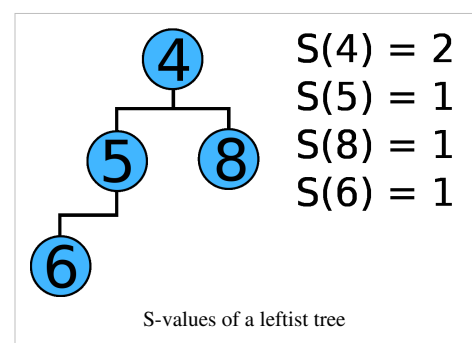 4
S(4) = 2
S(5) = 1
5
8
S(8) = 1
S(6) = 1
6
S-values of a leftist tree